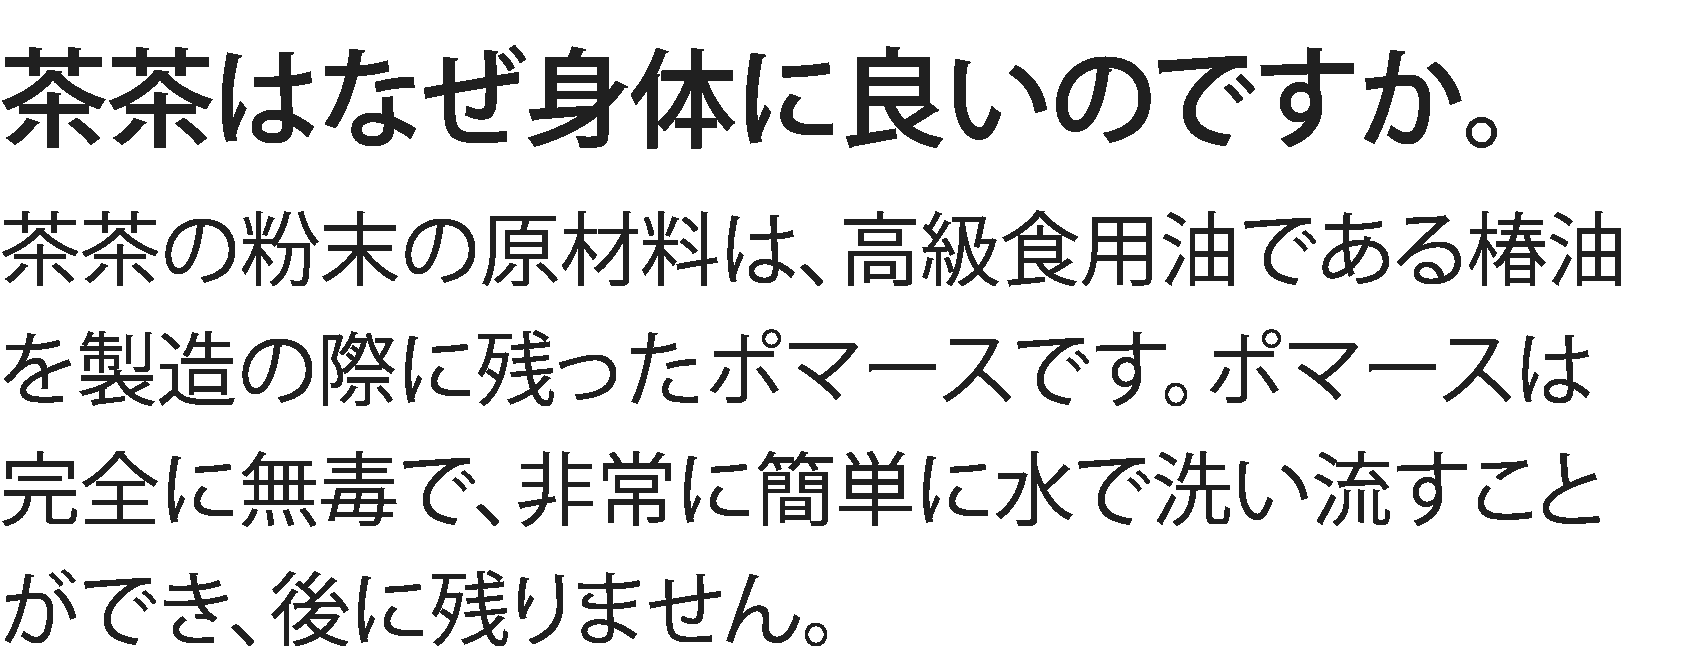 茶茶はなぜ身体に良いのですか。
茶茶の粉末の原材料は、高級食用油である椿油
を製造の際に残ったポマースです。ポマースは
完全に無毒で、非常に簡単に水で洗い流すこと
ができ、後に残りません。